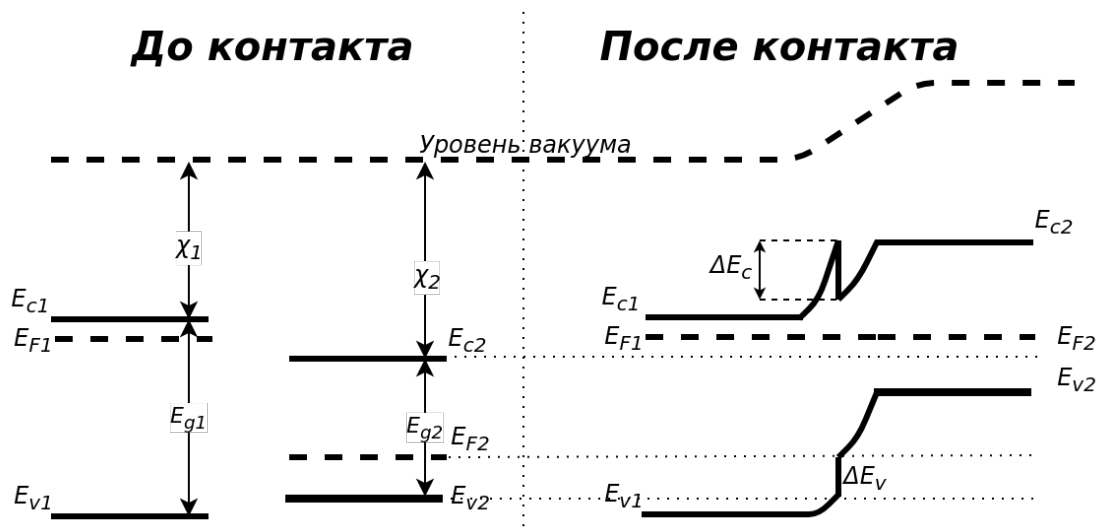 До контакта
После контакта
Уровень вакуума
χ1
χ2
Ec1
EF1
Eg1
Ev1
Ec2
Eg2
EF2
Ev2
ΔEc
Ec2
Ec1
EF1
EF2
Ev2
ΔEv
Ev1